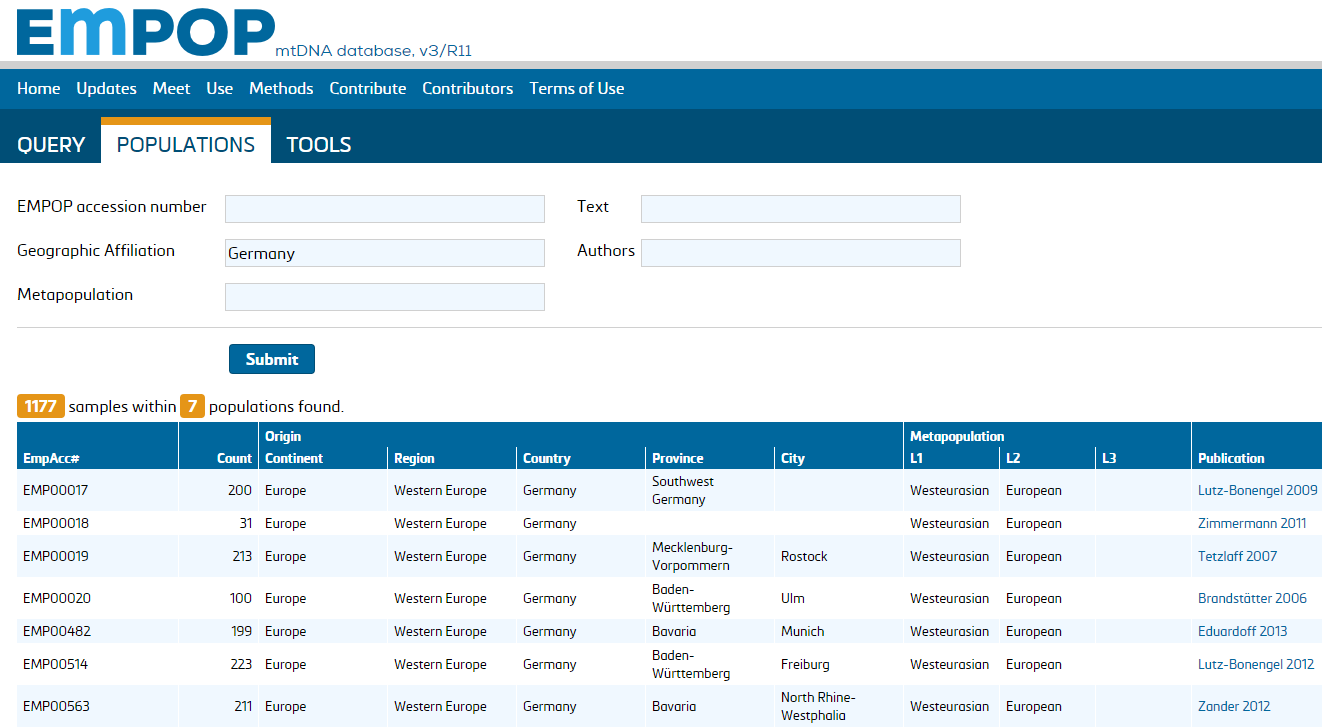 EMPOP mtDNA database, v3/R11
Home Updates Meet Use Methods Contribute Contributors Terms of Use
QUERY POPULATIONS TOOLS
EMPOP accession number Text
Geographic Affiliation Germany Authors
Metapopulation
Submit
1177 samples within 7 populations found.
Origin Metapopulation
EmpAcc# Count Continent Region Country Province City L1 L2 L3 Publication
EMP00017 200 Europe Western Europe Germany Southwest Germany Westeurasian European Lutz-Bonengel 2009
EMP00018 31 Europe Western Europe Germany Westeurasian European Zimmermann 2011
EMP00019 213 Europe Western Europe Germany Mecklenburg-Vorpommern Rostock Westeurasian European Tetzlaff 2007
EMP00020 100 Europe Western Europe Germany Baden-Württemberg Ulm Westeurasian European Brandstätter 2006
EMP00482 199 Europe Western Europe Germany Bavaria Munich Westeurasian European Eduardoff 2013
EMP00514 223 Europe Western Europe Germany Baden-Württemberg Freiburg Westeurasian European Lutz-Bonengel 2012
EMP00563 211 Europe Western Europe Germany Bavaria North Rhine-Westphalia Westeurasian European Zander 2012